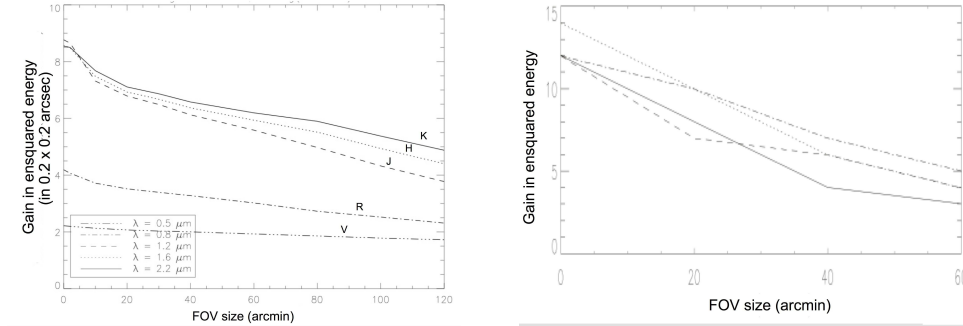 10
8
6
4
2
0
Gain in ensquared energy
(in 0.2 x 0.2 arcsec)
K
H
J
R
V
λ = 0.5 μm
λ = 0.8 μm
λ = 1.2 μm
λ = 1.6 μm
λ = 2.2 μm
0 20 40 60 80 100 120
FOV size (arcmin)
15
10
5
0
Gain in ensquared energy
0 20 40
FOV size (arcmin)